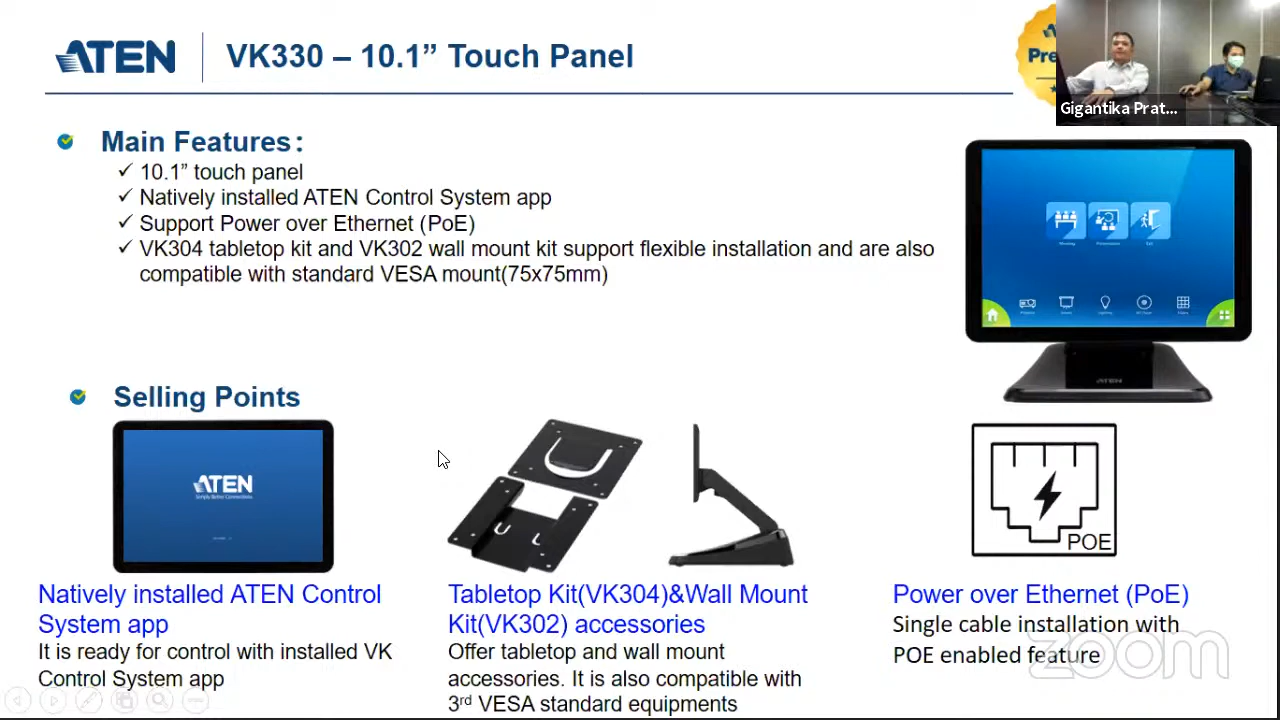 ATEN
VK330 – 10.1” Touch Panel
Pre
Gigantika Prat...
Main Features:
10.1” touch panel
Natively installed ATEN Control System app
Support Power over Ethernet (PoE)
VK304 tabletop kit and VK302 wall mount kit support flexible installation and are also
compatible with standard VESA mount(75x75mm)
ATEN
Selling Points
ATEN
Simply Better Connections
POE
Natively installed ATEN Control
System app
It is ready for control with installed VK
Control System app
Tabletop Kit(VK304)&Wall Mount
Kit(VK302) accessories
Offer tabletop and wall mount
accessories. It is also compatible with
3rd VESA standard equipments
Power over Ethernet (PoE)
Single cable installation with
POE enabled feature
zoom